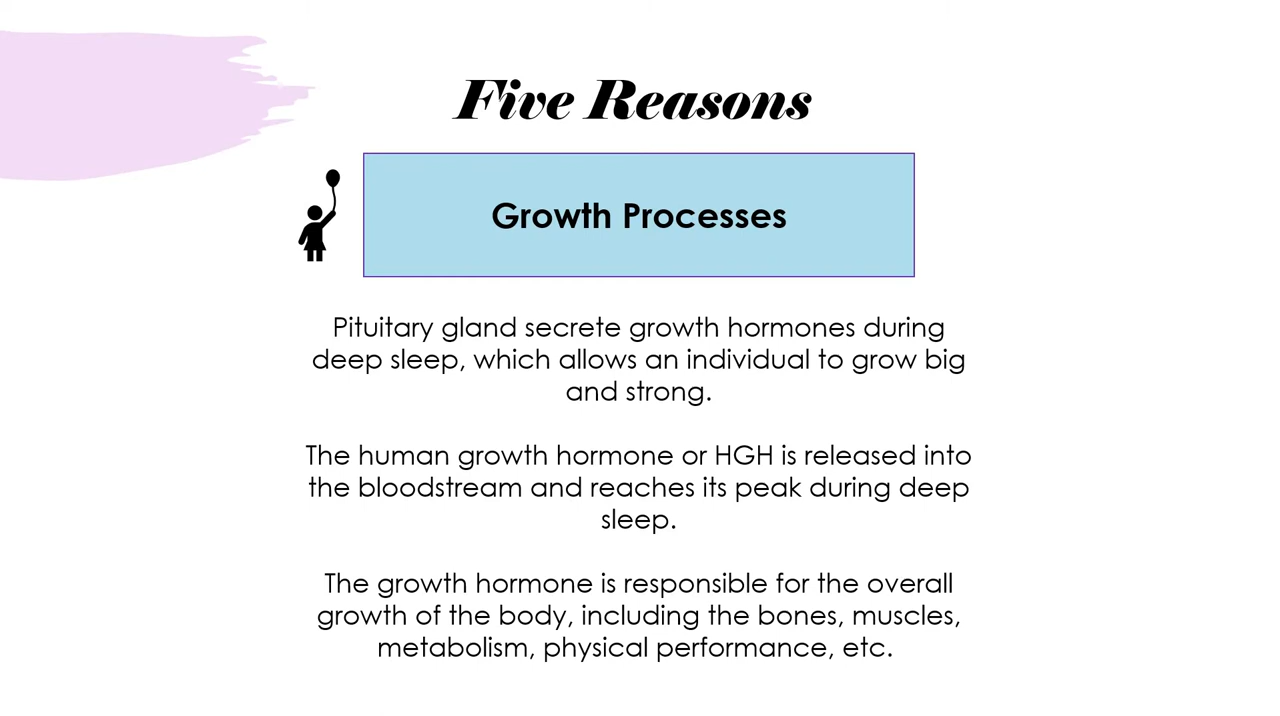 Five Reasons
Growth Processes
Pituitary gland secrete growth hormones during
deep sleep, which allows an individual to grow big
and strong.
The human growth hormone or HGH is released into
the bloodstream and reaches its peak during deep
sleep.
The growth hormone is responsible for the overall
growth of the body, including the bones, muscles,
metabolism, physical performance, etc.